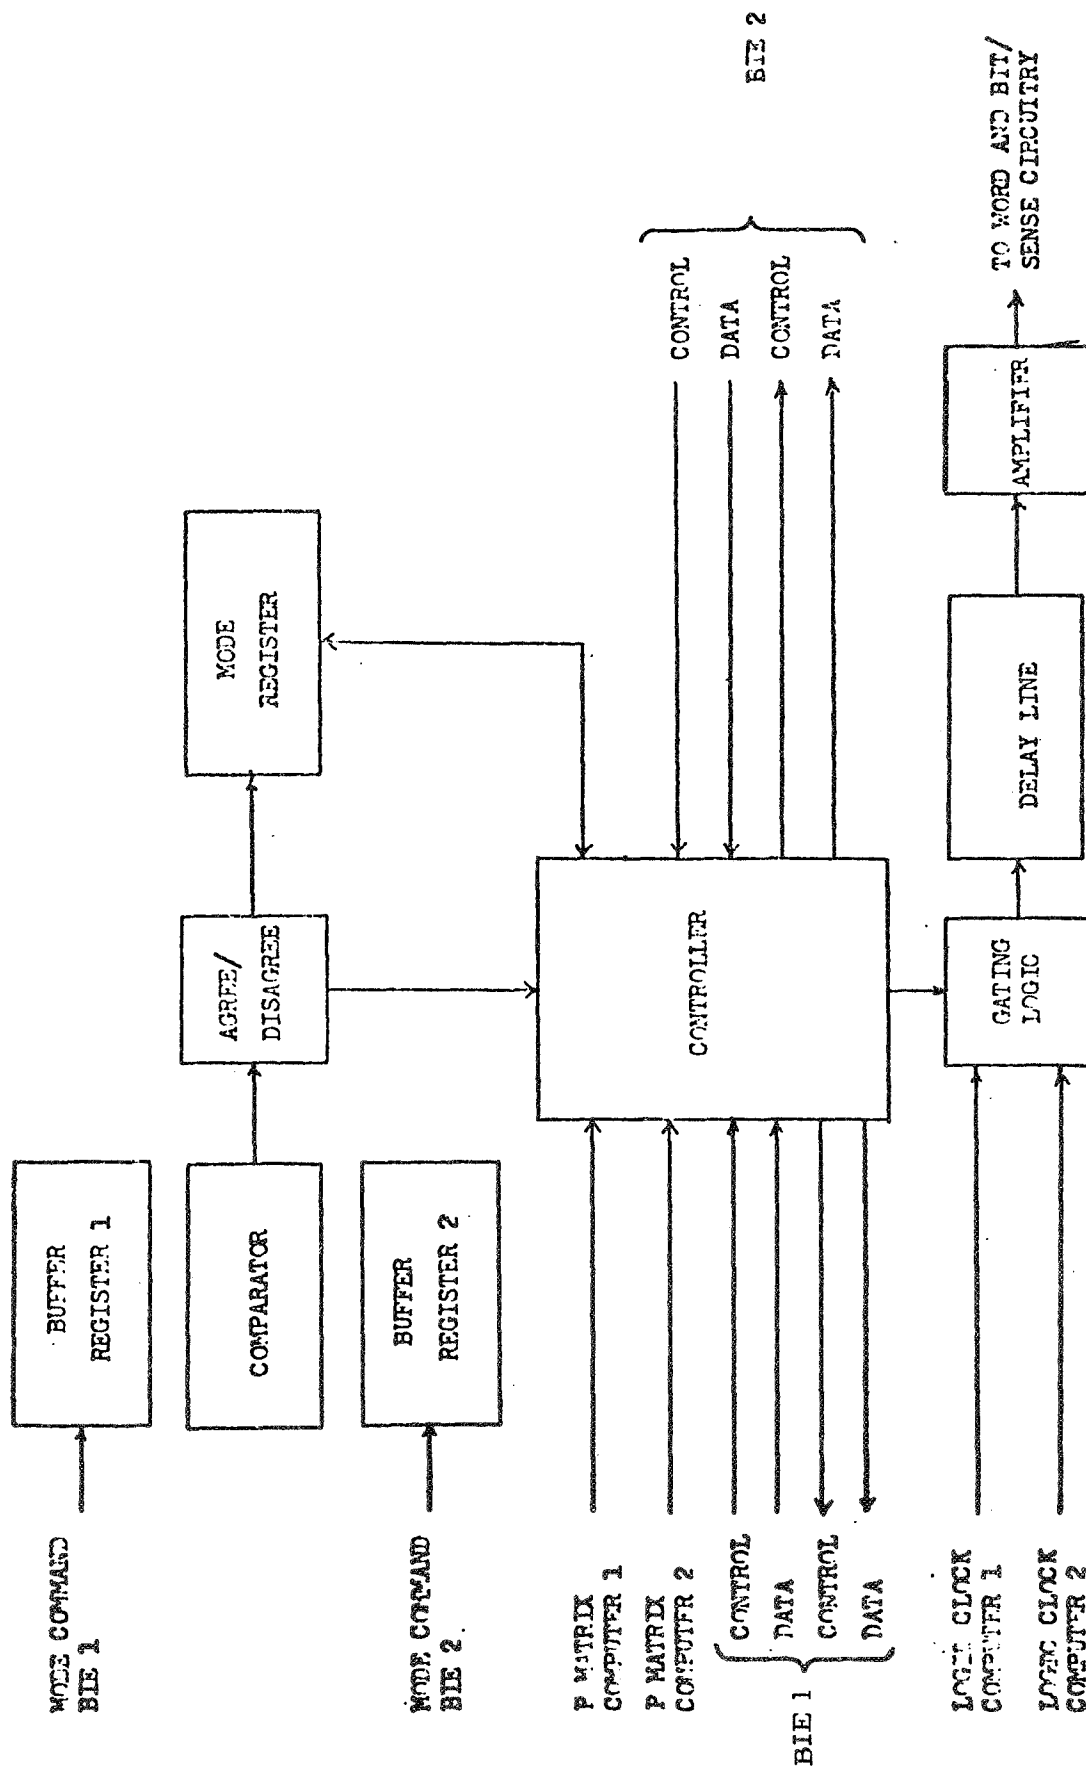 MODE COMMAND
BIE 1
BUFFER
REGISTER 1
COMPARATOR
AGREE/
DISAGREE
MODE
REGISTER
MODE COMMAND
BIE 2
BUFFER
REGISTER 2
P MATRIX
COMPUTER 1
P MATRIX
COMPUTER 2
BIE 1
CONTROL
DATA
CONTROL
DATA
CONTROLLER
CONTROL
DATA
CONTROL
DATA
BIE 2
LOGIC CLOCK
COMPUTER 1
LOGIC CLOCK
COMPUTER 2
GATING
LOGIC
DELAY LINE
AMPLIFIER
TO WORD AND BIT/
SENSE CIRCUITRY